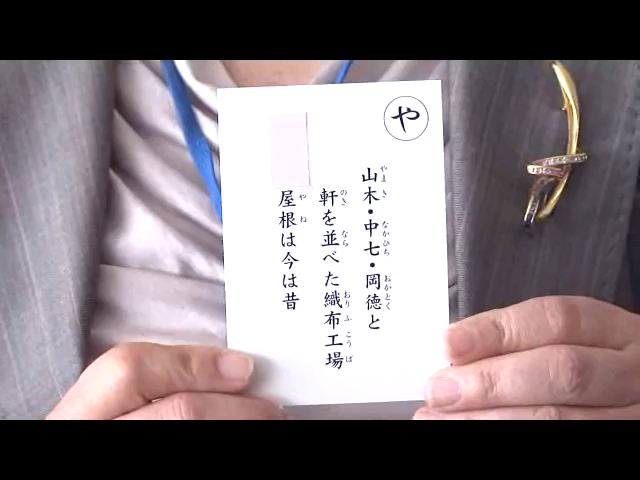 や
山木・中七・岡徳と
軒を並べた織布工場
屋根は今は昔